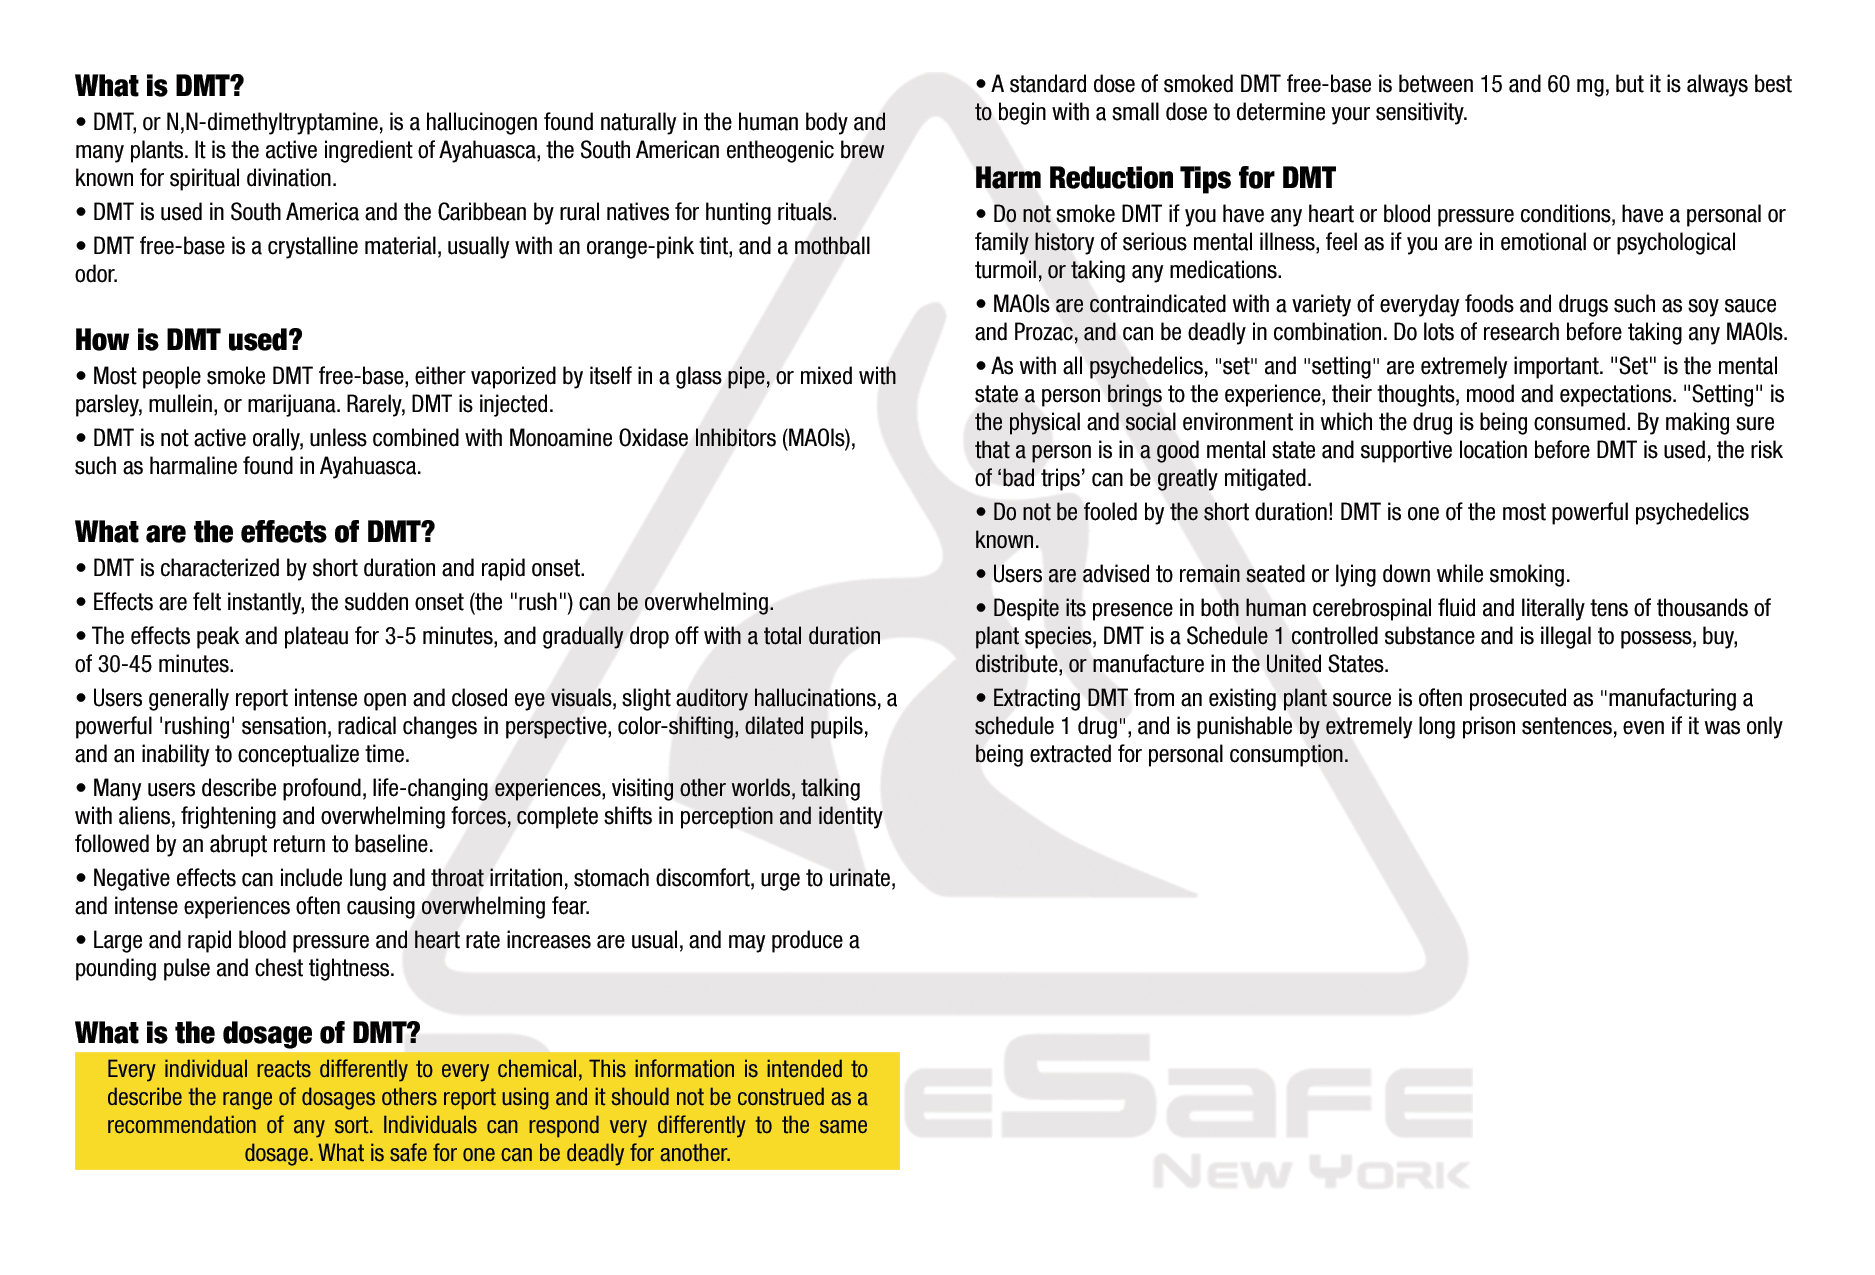 What is DMT?
• DMT, or N,N-dimethyltryptamine, is a hallucinogen found naturally in the human body and
many plants. It is the active ingredient of Ayahuasca, the South American entheogenic brew
known for spiritual divination.
• DMT is used in South America and the Caribbean by rural natives for hunting rituals.
• DMT free-base is a crystalline material, usually with an orange-pink tint, and a mothball
odor.
How is DMT used?
• Most people smoke DMT free-base, either vaporized by itself in a glass pipe, or mixed with
parsley, mullein, or marijuana. Rarely, DMT is injected.
• DMT is not active orally, unless combined with Monoamine Oxidase Inhibitors (MAOIs),
such as harmaline found in Ayahuasca.
What are the effects of DMT?
• DMT is characterized by short duration and rapid onset.
• Effects are felt instantly, the sudden onset (the "rush") can be overwhelming.
• The effects peak and plateau for 3-5 minutes, and gradually drop off with a total duration
of 30-45 minutes.
• Users generally report intense open and closed eye visuals, slight auditory hallucinations, a
powerful 'rushing' sensation, radical changes in perspective, color-shifting, dilated pupils,
and an inability to conceptualize time.
• Many users describe profound, life-changing experiences, visiting other worlds, talking
with aliens, frightening and overwhelming forces, complete shifts in perception and identity
followed by an abrupt return to baseline.
• Negative effects can include lung and throat irritation, stomach discomfort, urge to urinate,
and intense experiences often causing overwhelming fear.
• Large and rapid blood pressure and heart rate increases are usual, and may produce a
pounding pulse and chest tightness.
What is the dosage of DMT?
Every individual reacts differently to every chemical, This information is intended to
describe the range of dosages others report using and it should not be construed as a
recommendation of any sort. Individuals can respond very differently to the same
dosage. What is safe for one can be deadly for another.
• A standard dose of smoked DMT free-base is between 15 and 60 mg, but it is always best
to begin with a small dose to determine your sensitivity.
Harm Reduction Tips for DMT
• Do not smoke DMT if you have any heart or blood pressure conditions, have a personal or
family history of serious mental illness, feel as if you are in emotional or psychological
turmoil, or taking any medications.
• MAOIs are contraindicated with a variety of everyday foods and drugs such as soy sauce
and Prozac, and can be deadly in combination. Do lots of research before taking any MAOIs.
• As with all psychedelics, "set" and "setting" are extremely important. "Set" is the mental
state a person brings to the experience, their thoughts, mood and expectations. "Setting" is
the physical and social environment in which the drug is being consumed. By making sure
that a person is in a good mental state and supportive location before DMT is used, the risk
of ‘bad trips’ can be greatly mitigated.
• Do not be fooled by the short duration! DMT is one of the most powerful psychedelics
known.
• Users are advised to remain seated or lying down while smoking.
• Despite its presence in both human cerebrospinal fluid and literally tens of thousands of
plant species, DMT is a Schedule 1 controlled substance and is illegal to possess, buy,
distribute, or manufacture in the United States.
• Extracting DMT from an existing plant source is often prosecuted as "manufacturing a
schedule 1 drug", and is punishable by extremely long prison sentences, even if it was only
being extracted for personal consumption.
eSafe
New York